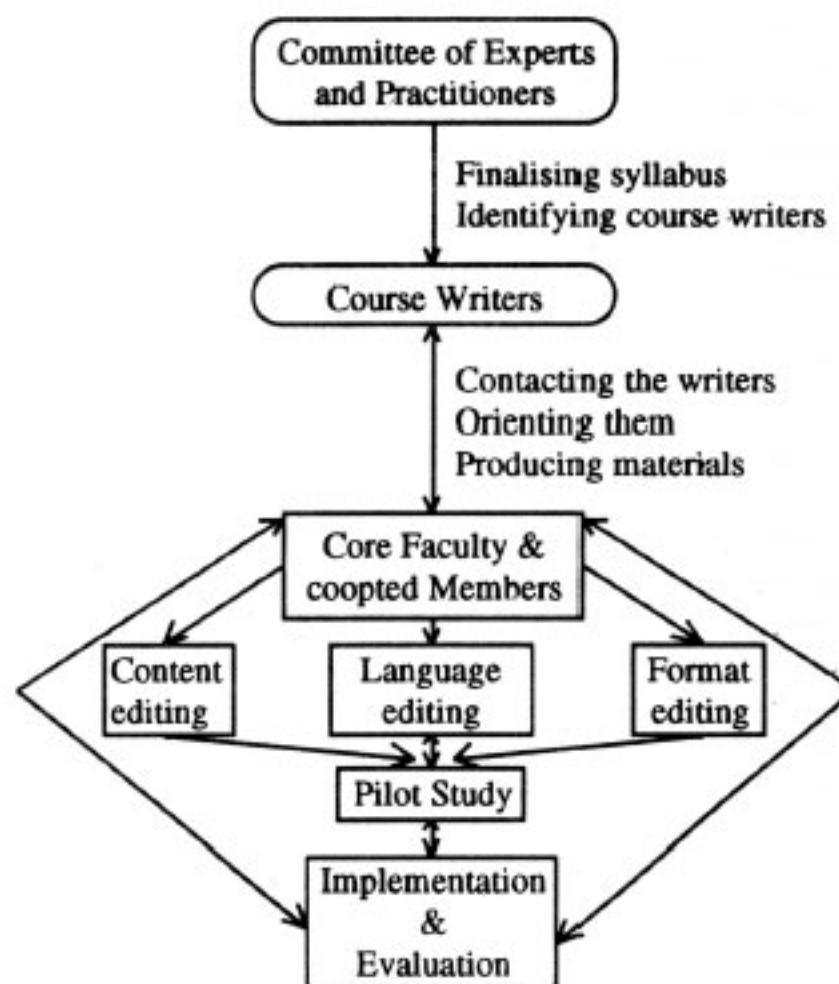 Committee of Experts
and Practitioners
Finalising syllabus
Identifying course writers
Course Writers
Contacting the writers
Orienting them
Producing materials
Core Faculty &
coopted Members
Content
editing
Language
editing
Format
editing
Pilot Study
Implementation
&
Evaluation